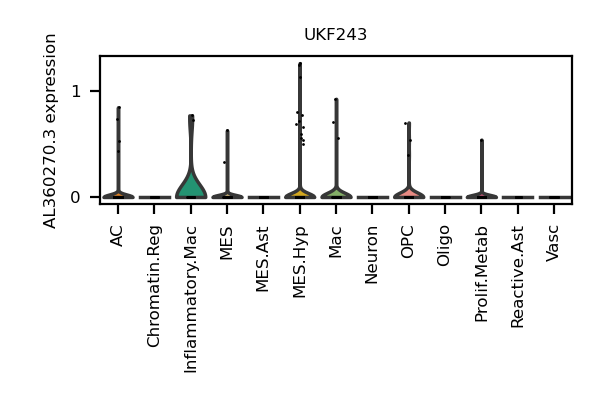 UKF243
AL360270.3 expression
1
0
AC
Chromatin.Reg
Inflammatory.Mac
MES
MES.Ast
MES.Hyp
Mac
Neuron
OPC
Oligo
Prolif.Metab
Reactive.Ast
Vasc